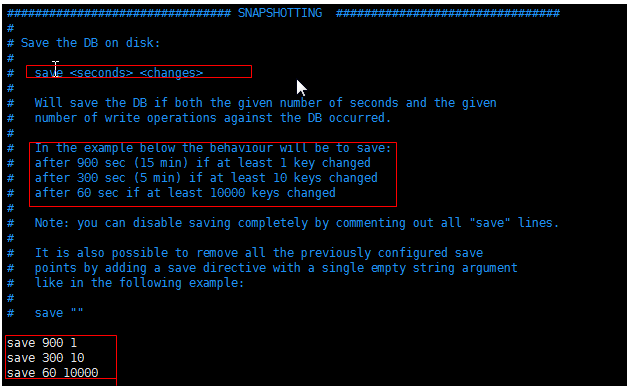 ############################### SNAPSHOTTING  ###############################
#
# Save the DB on disk:
#
#   save <seconds> <changes>
#
#   Will save the DB if both the given number of seconds and the given
#   number of write operations against the DB occurred.
#
#   In the example below the behaviour will be to save:
#   after 900 sec (15 min) if at least 1 key changed
#   after 300 sec (5 min) if at least 10 keys changed
#   after 60 sec if at least 10000 keys changed
#
#   Note: you can disable saving completely by commenting out all "save" lines.
#
#   It is also possible to remove all the previously configured save
#   points by adding a save directive with a single empty string argument
#   like in the following example:
#
#   save ""

save 900 1
save 300 10
save 60 10000